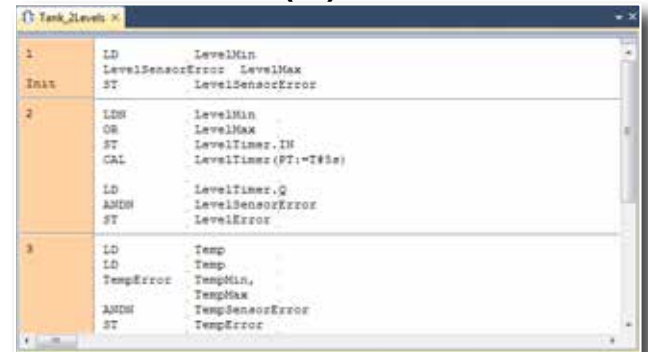 Tank_2Levels
1 LD LevelMin
LevelSensorError LevelMax
Init ST LevelSensorError
2 LDN LevelMin
OR LevelMax
ST LevelTimer.IN
CAL LevelTimer(PT:=T#5s)
LD LevelTimer.Q
ANDN LevelSensorError
ST LevelError
3 LD Temp
LD Temp
TempError TempMin,
TempMax
ANDN TempSensorError
ST TempError